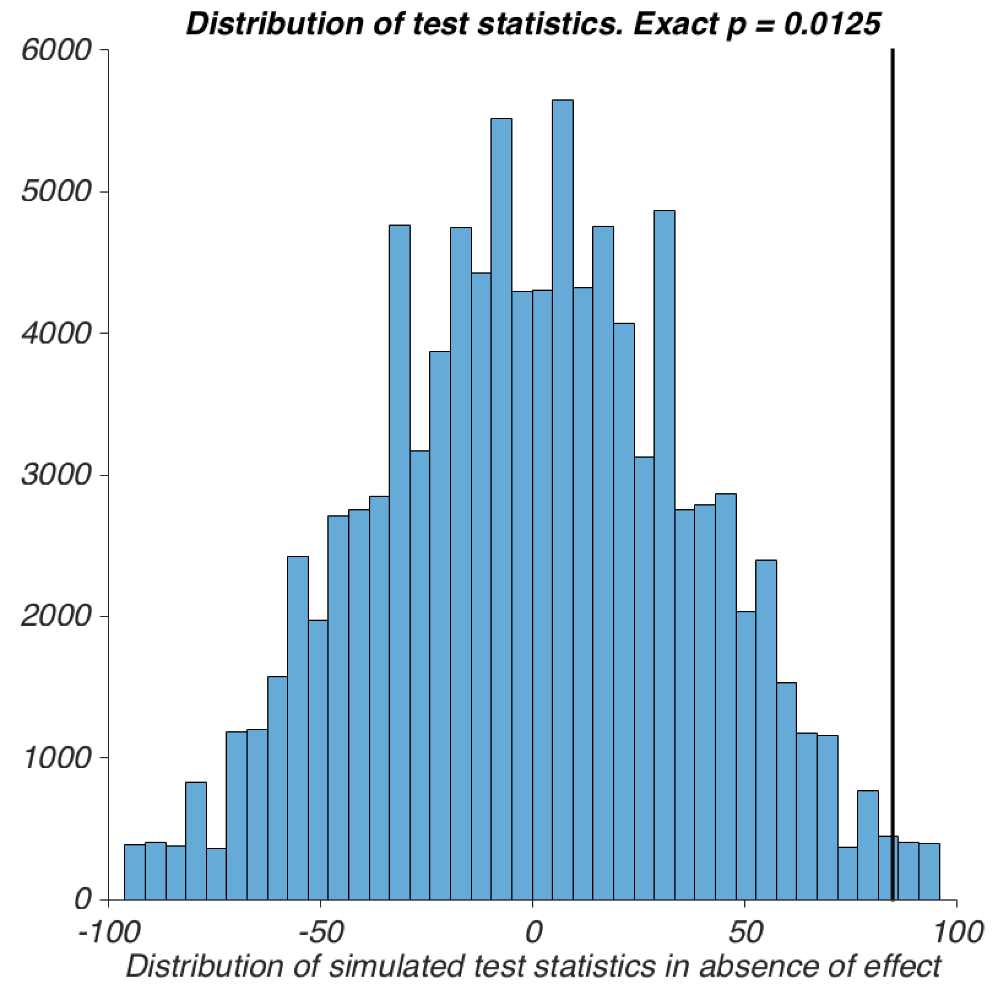 Distribution of test statistics. Exact p = 0.0125
6000
5000
4000
3000
2000
1000
0
-100 -50 0 50 100
Distribution of simulated test statistics in absence of effect